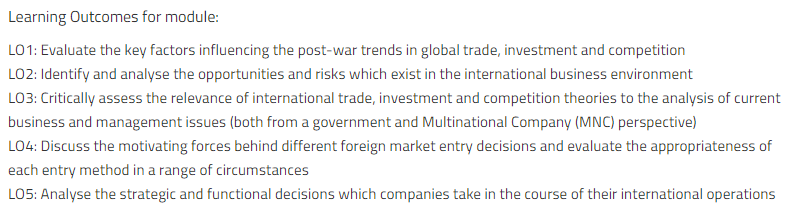 Learning Outcomes for module:
LO1: Evaluate the key factors influencing the post-war trends in global trade, investment and competition
LO2: Identify and analyse the opportunities and risks which exist in the international business environment
LO3: Critically assess the relevance of international trade, investment and competition theories to the analysis of current
business and management issues (both from a government and Multinational Company (MNC) perspective)
LO4: Discuss the motivating forces behind different foreign market entry decisions and evaluate the appropriateness of
each entry method in a range of circumstances
LO5: Analyse the strategic and functional decisions which companies take in the course of their international operations